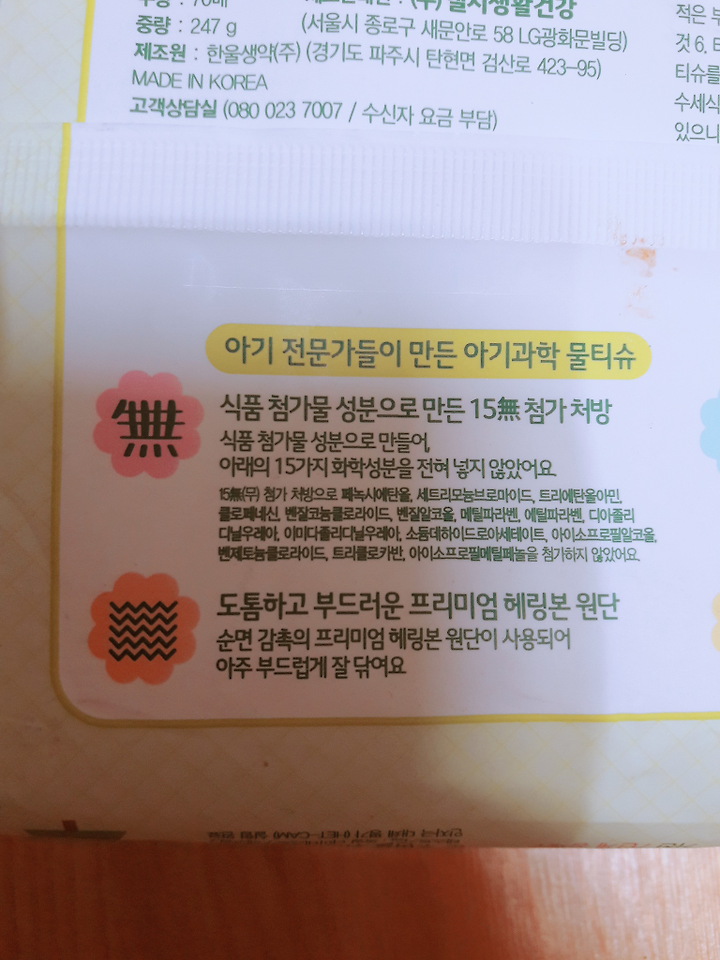 중량 : 247 g
(서울시 종로구 새문안로 58 LG광화문빌딩)
제조원 : 한울생약(주) (경기도 파주시 탄현면 검산로 423-95)
MADE IN KOREA
고객상담실 (080 023 7007 / 수신자 요금 부담)
적은
것 6.
티슈를
수세식
있으니
아기 전문가들이 만든 아기과학 물티슈
無
식품 첨가물 성분으로 만든 15無 첨가 처방
식품 첨가물 성분으로 만들어,
아래의 15가지 화학성분을 전혀 넣지 않았어요
15無(무) 첨가 처방으로 페녹시에탄올, 세트리모늄브로마이드, 트리에탄올아민,
클로페네신, 벤잘코늄클로라이드, 벤질알코올, 메틸파라벤, 에틸파라벤, 디아졸리
디닐우레아, 이미다졸리디닐우레아, 소듐데하이드로아세테이트, 아이소프로필알코올,
벤제토늄클로라이드, 트리클로카반, 아이소프로필메틸페놀을 첨가하지 않았어요.
도톰하고 부드러운 프리미엄 헤링본 원단
순면 감촉의 프리미엄 헤링본 원단이 사용되어
아주 부드럽게 잘 닦여요